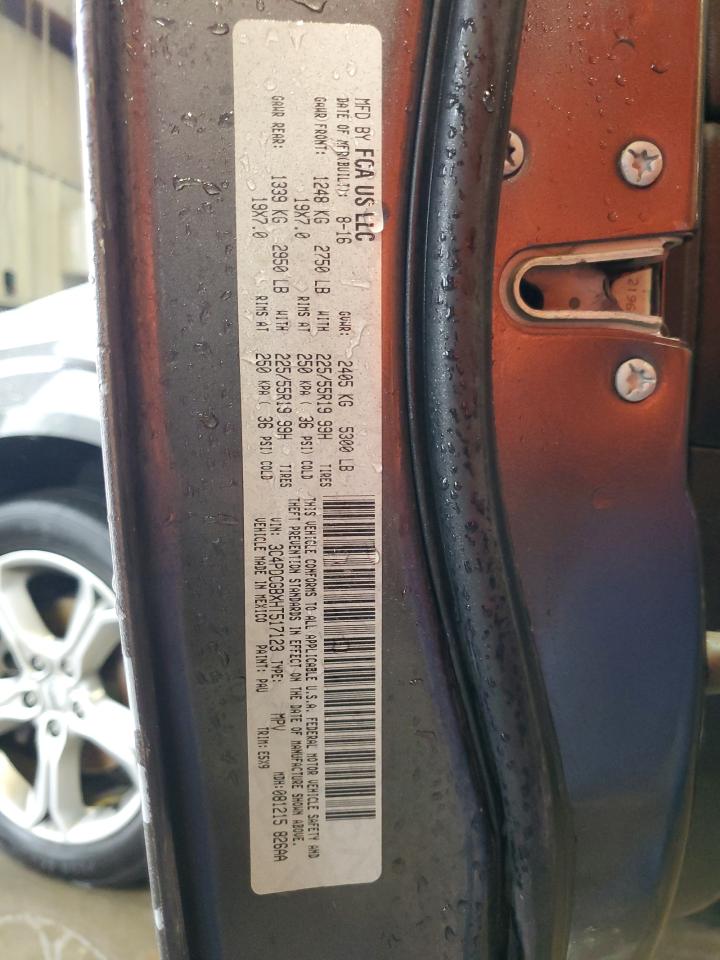 MFD BY FCA US LLC
DATE OF MFR(BUILT): 8-16 GVWR: 2405 KG 5300 LB
GAWR FRONT: 1248 KG 2750 LB WITH 225/55R19 99H TIRES
19X7.0 RIMS AT 250 KPA ( 36 PSI) COLD
GAWR REAR: 1339 KG 2950 LB WITH 225/55R19 99H TIRES
19X7.0 RIMS AT 250 KPA ( 36 PSI) COLD
THIS VEHICLE CONFORMS TO ALL APPLICABLE U.S.A. FEDERAL MOTOR VEHICLE SAFETY AND
THEFT PREVENTION STANDARDS IN EFFECT ON THE DATE OF MANUFACTURE SHOWN ABOVE.
VIN: 3C4PDCGBXHT517123 TYPE: MPV MDH:081215 826AA
VEHICLE MADE IN MEXICO PAINT: PAU TRIM: E5X9